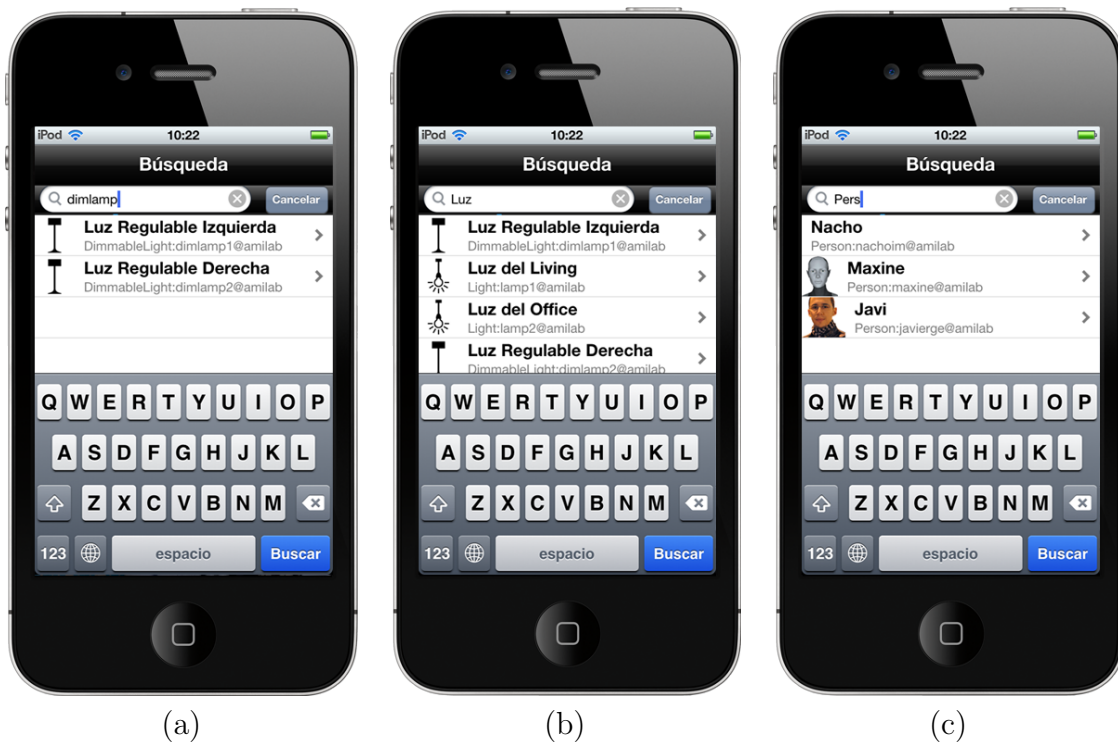 iPod 10:22
Búsqueda
dimlamp Cancelar
Luz Regulable Izquierda
DimmableLight:dimlamp1@amilab
Luz Regulable Derecha
DimmableLight:dimlamp2@amilab
Q W E R T Y U I O P
A S D F G H J K L
Z X C V B N M
123 espacio Buscar
(a)
iPod 10:22
Búsqueda
Luz Cancelar
Luz Regulable Izquierda
DimmableLight:dimlamp1@amilab
Luz del Living
Light:lamp1@amilab
Luz del Office
Light:lamp2@amilab
Luz Regulable Derecha
DimmableLight:dimlamp2@amilab
Q W E R T Y U I O P
A S D F G H J K L
Z X C V B N M
123 espacio Buscar
(b)
iPod 10:22
Búsqueda
Pers Cancelar
Nacho
Person:nachoim@amilab
Maxine
Person:maxine@amilab
Javi
Person:javierge@amilab
Q W E R T Y U I O P
A S D F G H J K L
Z X C V B N M
123 espacio Buscar
(c)